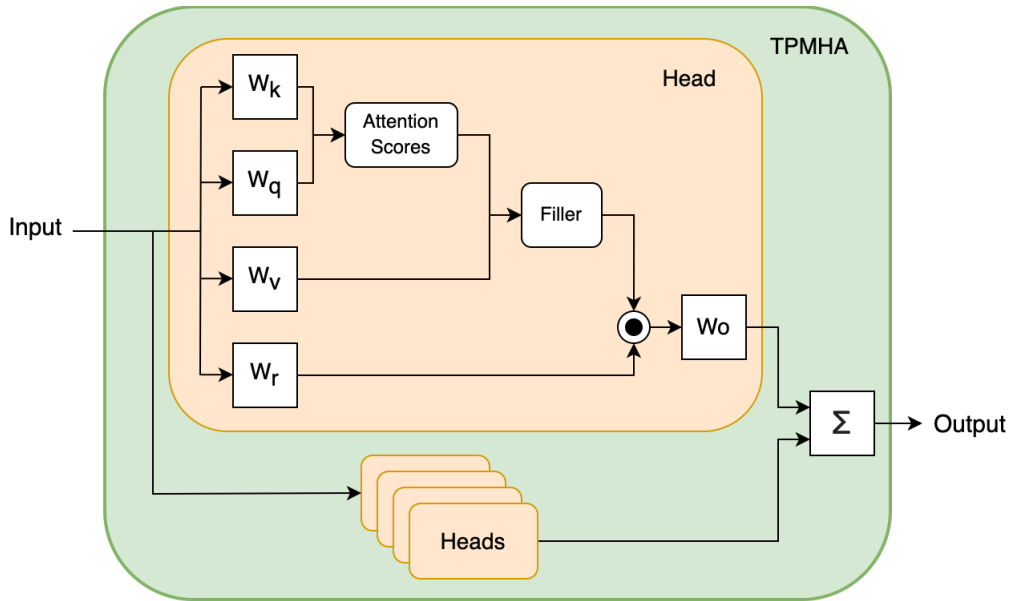 TPMHA
Head
Wk
Attention
Scores
Wq
Filler
Input
Wv
Wo
Wr
Σ
Output
Heads